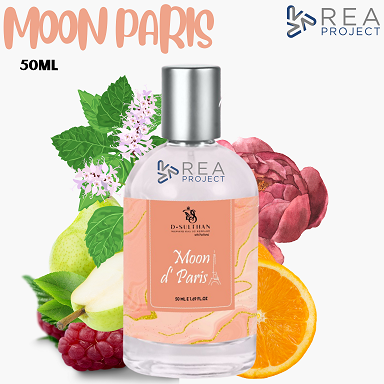 MOON PARIS
REA
PROJECT
50ML
REA
PROJECT
D•SULTHAN
Moon
d' Paris
50 ML E 1.69 FL.OZ